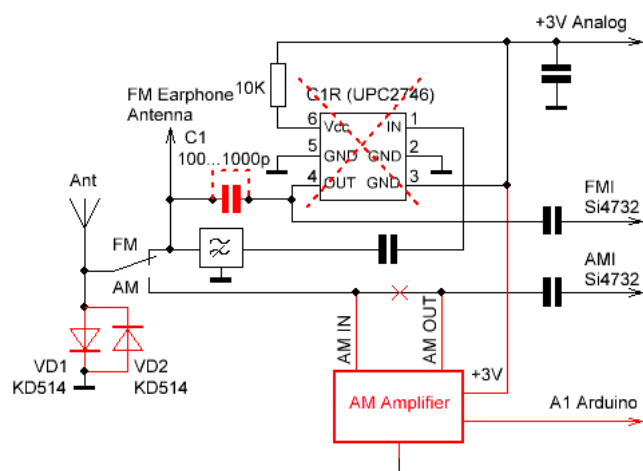 +3V Analog
10K
C1R (UPC2746)
FM Earphone
Antenna
C1
100...1000p
6 Vcc IN 1
5 GND GND 2
4 OUT GND 3
Ant
FMI
Si4732
FM
AM
AMI
Si4732
AM IN
AM OUT
VD1
KD514
VD2
KD514
+3V
AM Amplifier
A1 Arduino